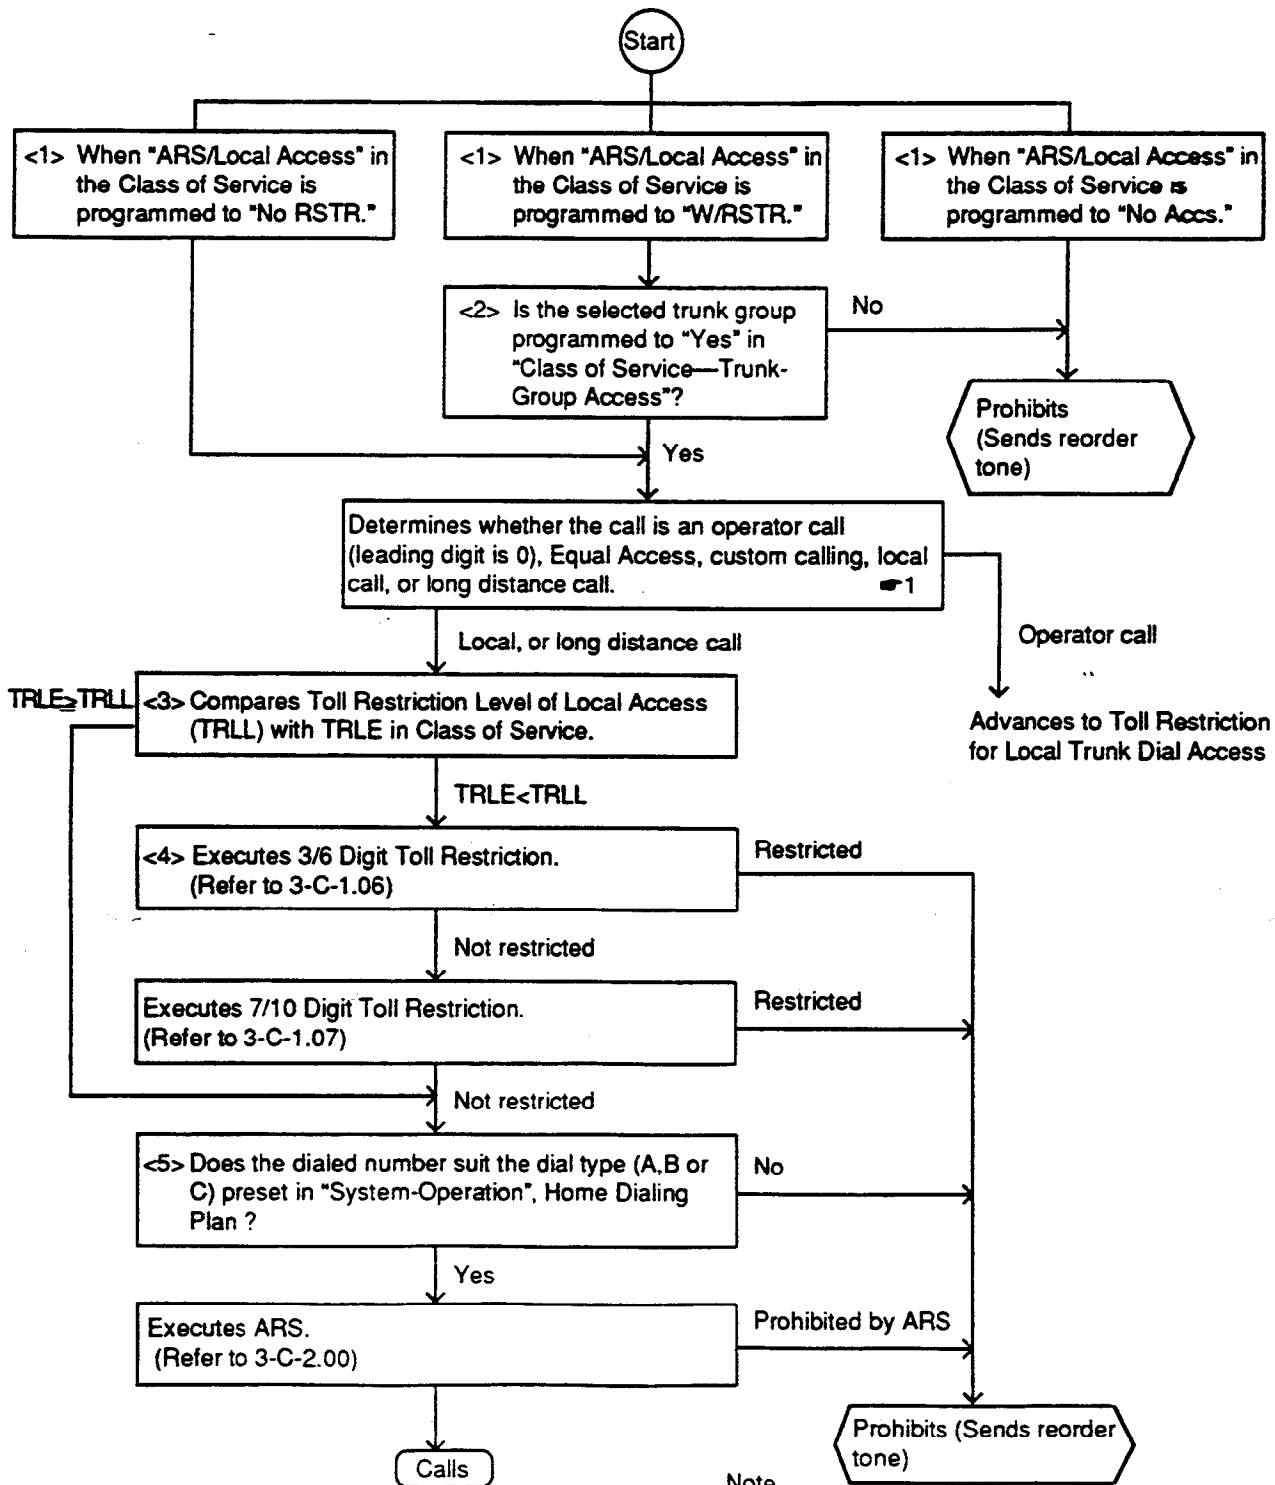 Start
<1> When "ARS/Local Access" in
the Class of Service is
programmed to "No RSTR."
<1> When "ARS/Local Access" in
the Class of Service is
programmed to "W/RSTR."
<1> When "ARS/Local Access" in
the Class of Service is
programmed to "No Accs."
<2> Is the selected trunk group
programmed to "Yes" in
"Class of Service—Trunk-
Group Access"?
No
Prohibits
(Sends reorder
tone)
Yes
Determines whether the call is an operator call
(leading digit is 0), Equal Access, custom calling, local
call, or long distance call. ☛1
Local, or long distance call
Operator call
Advances to Toll Restriction
for Local Trunk Dial Access
TRLE≥TRLL
<3> Compares Toll Restriction Level of Local Access
(TRLL) with TRLE in Class of Service.
TRLE<TRLL
<4> Executes 3/6 Digit Toll Restriction.
(Refer to 3-C-1.06)
Restricted
Not restricted
Executes 7/10 Digit Toll Restriction.
(Refer to 3-C-1.07)
Restricted
Not restricted
<5> Does the dialed number suit the dial type (A,B or
C) preset in "System-Operation", Home Dialing
Plan ?
No
Yes
Executes ARS.
(Refer to 3-C-2.00)
Prohibited by ARS
Prohibits (Sends reorder
tone)
Calls
Note